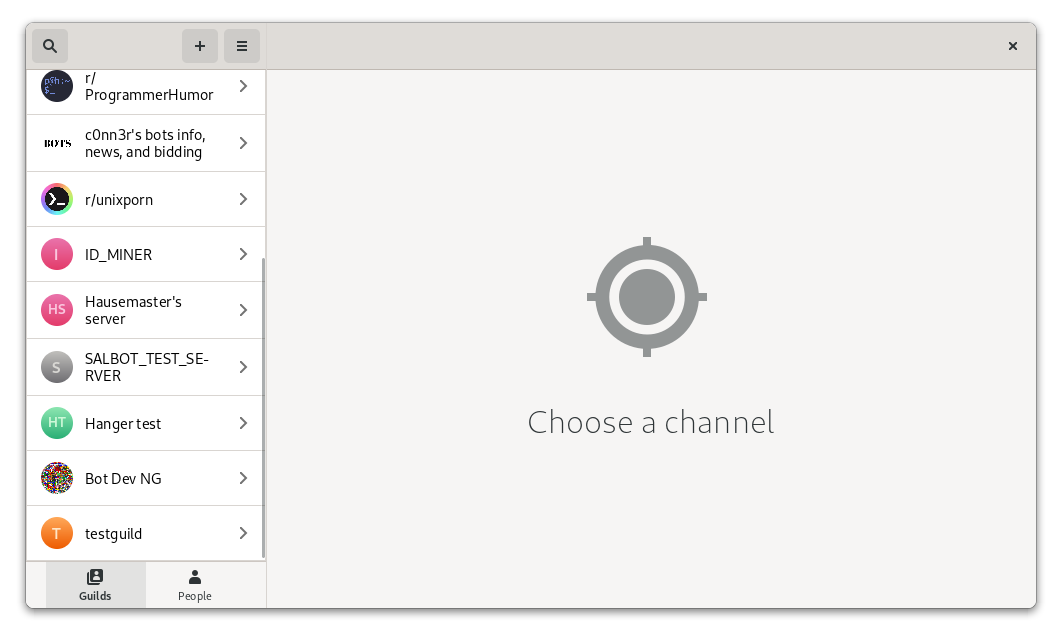 r/
ProgrammerHumor
BOTS
c0nn3r's bots info,
news, and bidding
r/unixporn
I
ID_MINER
HS
Hausemaster's
server
S
SALBOT_TEST_SE-
RVER
HT
Hanger test
Bot Dev NG
T
testguild
Choose a channel
Guilds
People